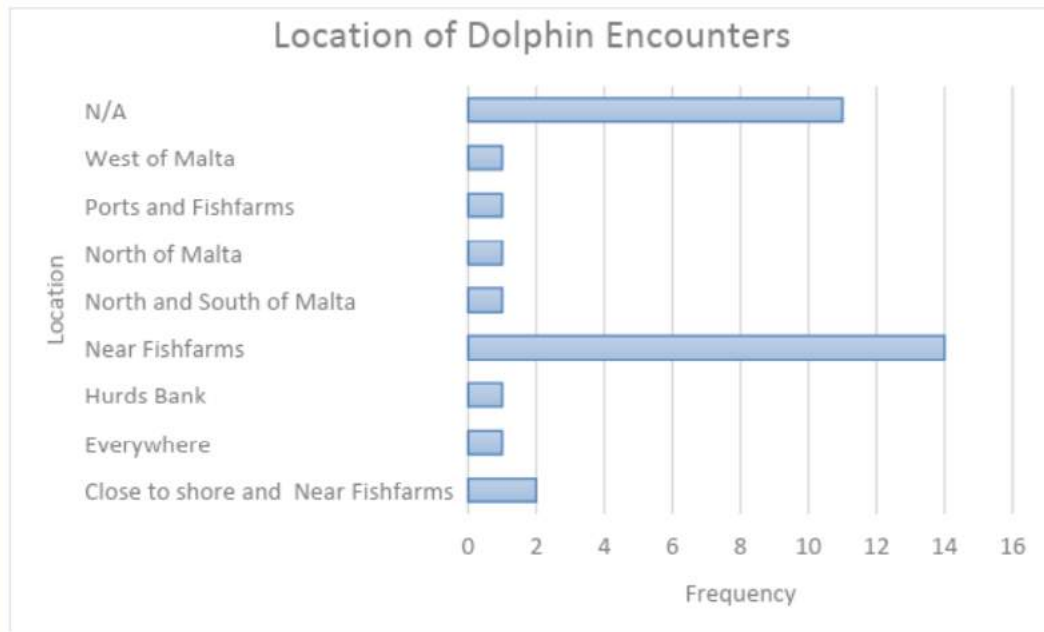 Location of Dolphin Encounters
N/A
West of Malta
Ports and Fishfarms
North of Malta
North and South of Malta
Near Fishfarms
Hurds Bank
Everywhere
Close to shore and  Near Fishfarms
Location
0 2 4 6 8 10 12 14 16
Frequency